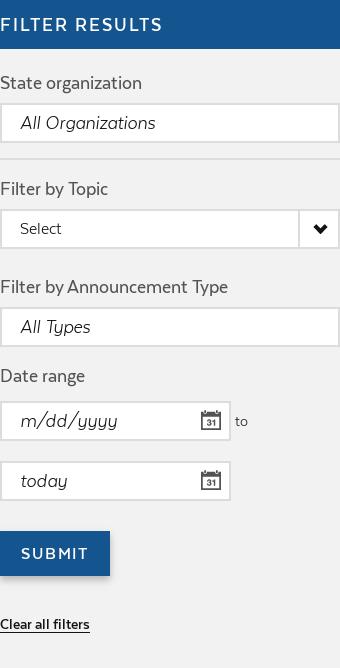 FILTER RESULTS
State organization
All Organizations
Filter by Topic
Select
Filter by Announcement Type
All Types
Date range
m/dd/yyyy 31 to
today 31
SUBMIT
Clear all filters